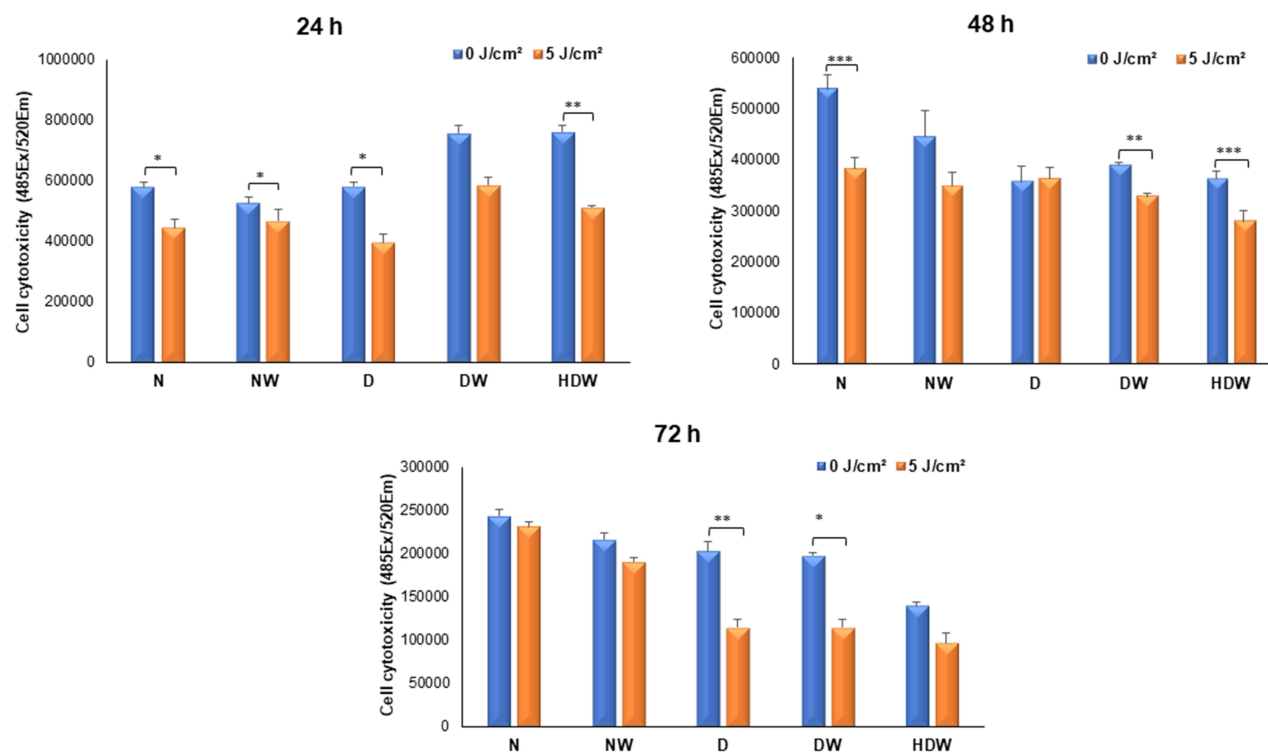 24 h
0 J/cm² 5 J/cm²
Cell cytotoxicity (485Ex/520Em)
1000000
800000
600000
400000
200000
0
* * * **
N NW D DW HDW
48 h
0 J/cm² 5 J/cm²
Cell cytotoxicity (485Ex/520Em)
600000
500000
400000
300000
200000
100000
0
*** ** ***
N NW D DW HDW
72 h
0 J/cm² 5 J/cm²
Cell cytotoxicity (485Ex/520Em)
300000
250000
200000
150000
100000
50000
0
** *
N NW D DW HDW